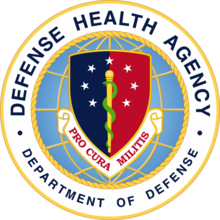 DEFENSE HEALTH AGENCY
PRO CURA MILITIS
DEPARTMENT OF DEFENSE